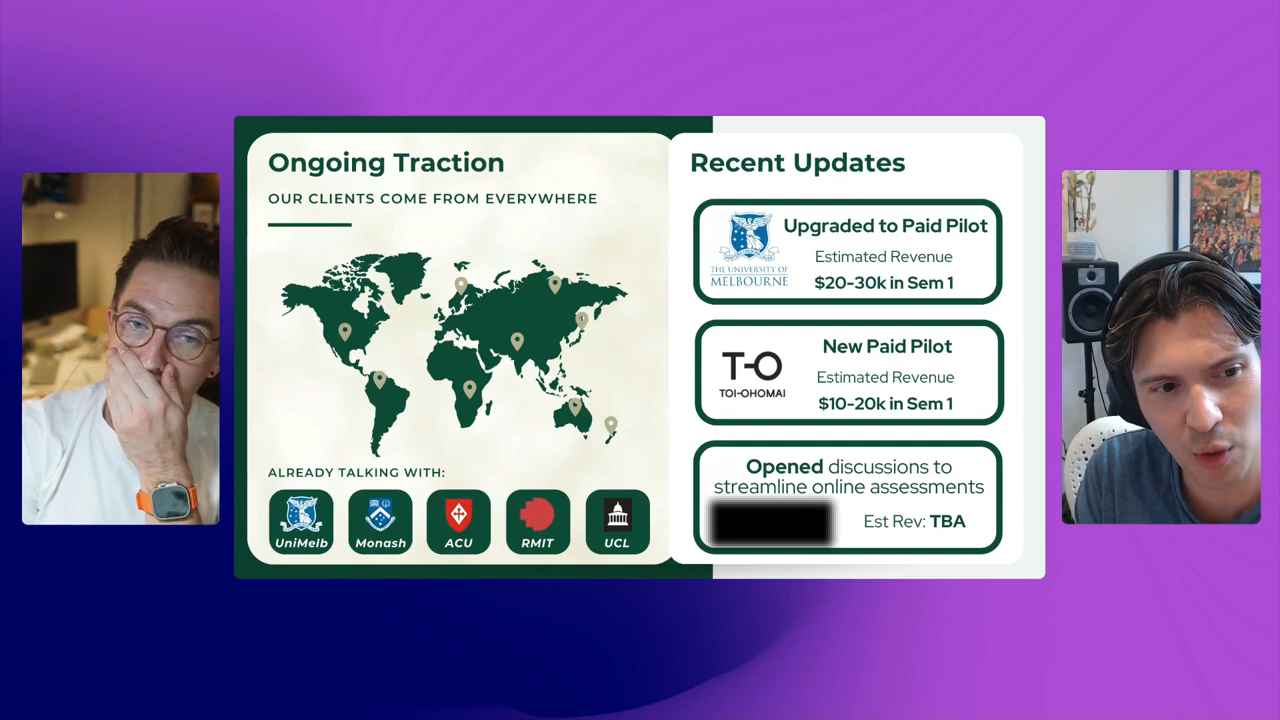 Ongoing Traction
OUR CLIENTS COME FROM EVERYWHERE
ALREADY TALKING WITH:
UniMelb
Monash
ACU
RMIT
UCL
Recent Updates
THE UNIVERSITY OF
MELBOURNE
Upgraded to Paid Pilot
Estimated Revenue
$20-30k in Sem 1
T-O
TOI-OHOMAI
New Paid Pilot
Estimated Revenue
$10-20k in Sem 1
Opened discussions to
streamline online assessments
Est Rev: TBA